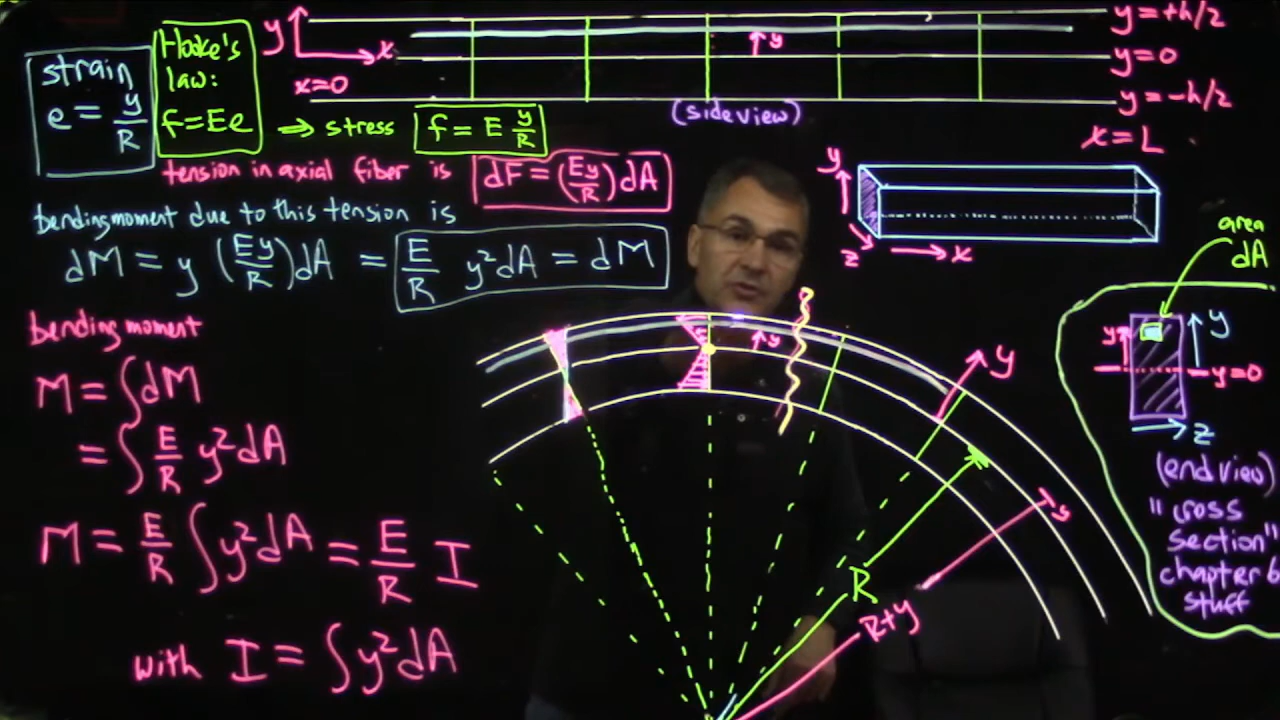 strain
e = y/R
Hooke's
law:
f = Ee
⇒ stress
f = E y/R
y
x
x=0
y
y=+h/2
y=0
y=-h/2
x=L
(side view)
tension in axial fiber is
dF = (Ey/R) dA
bending moment due to this tension is
dM = y (Ey/R) dA = E/R y²dA = dM
bending moment
M = ∫dM
= ∫ E/R y²dA
M = E/R ∫y²dA = E/R I
with I = ∫y²dA
y
z
x
y
y
R
R+y
y
area
dA
y
y
y=0
z
(end view)
"cross
section"
chapter 6
stuff